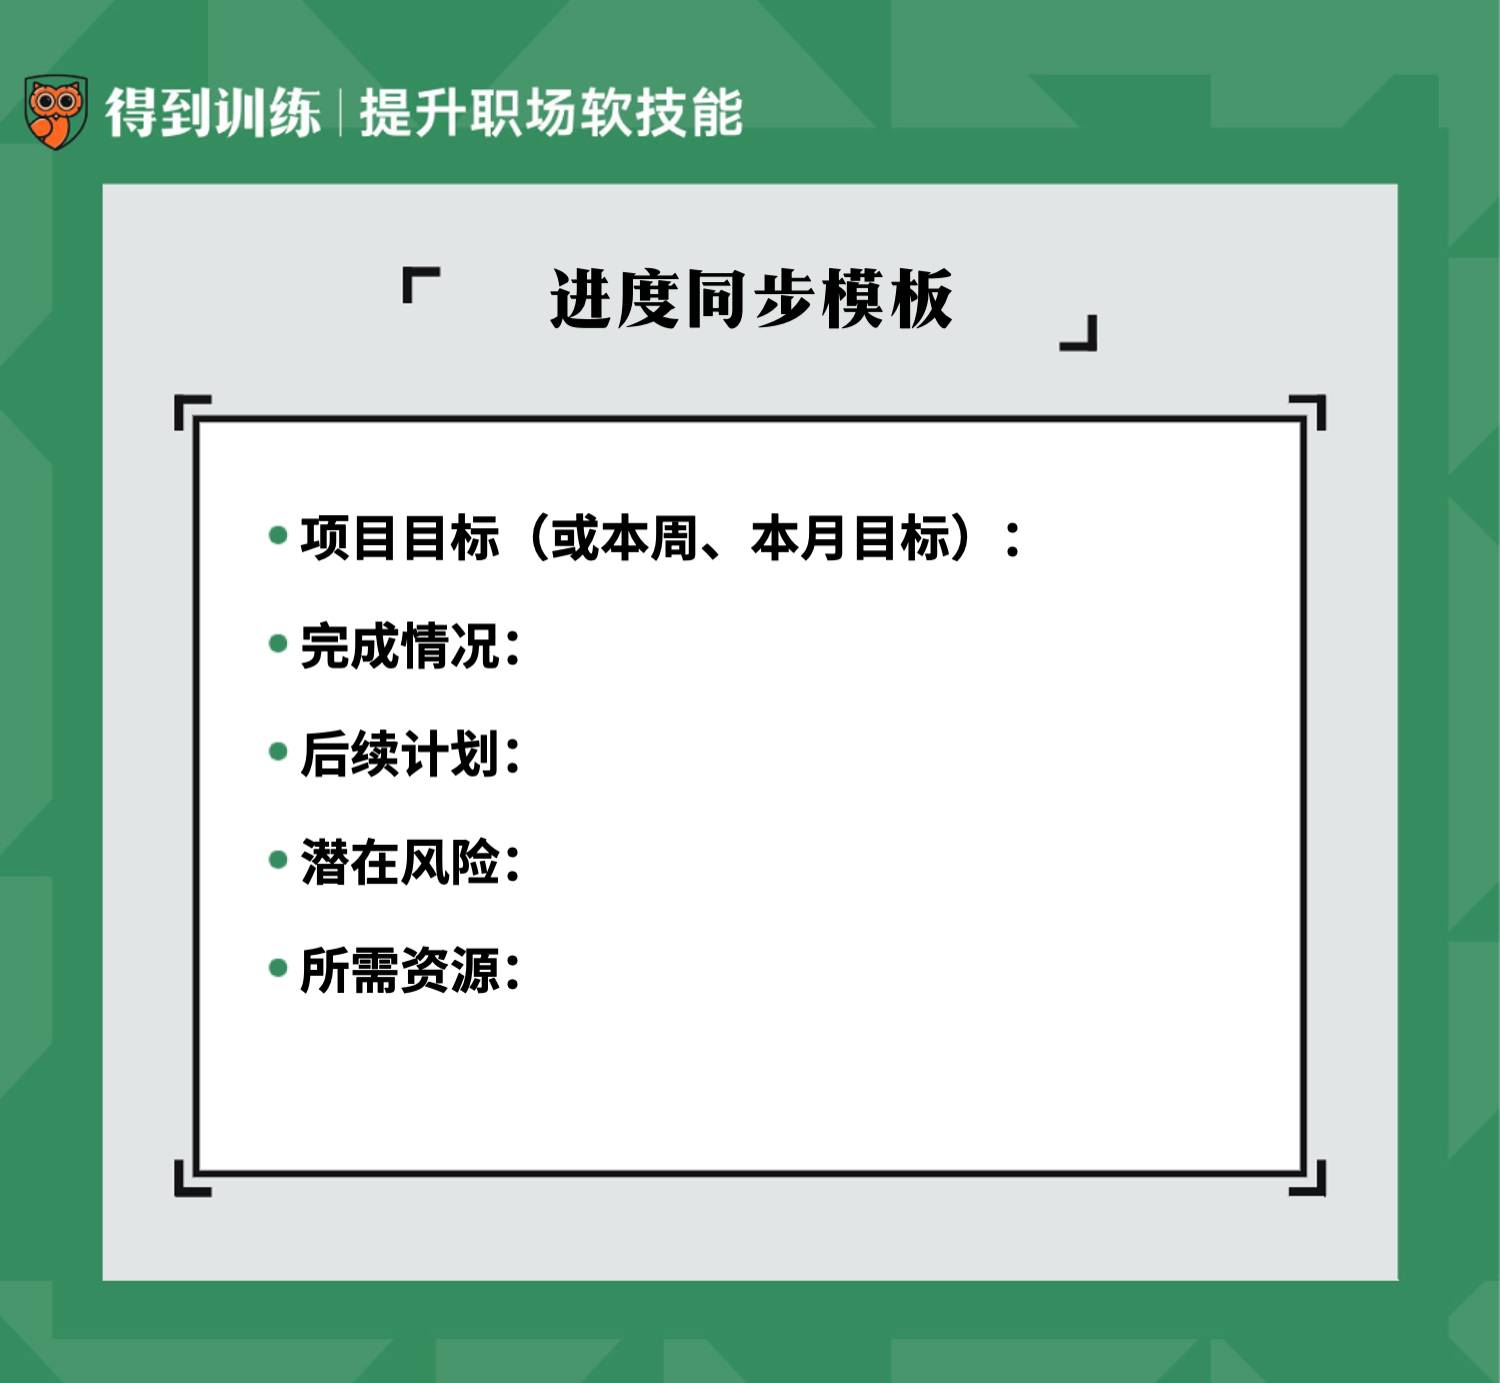 得到训练｜提升职场软技能
进度同步模板
项目目标（或本周、本月目标）：
完成情况：
后续计划：
潜在风险：
所需资源：